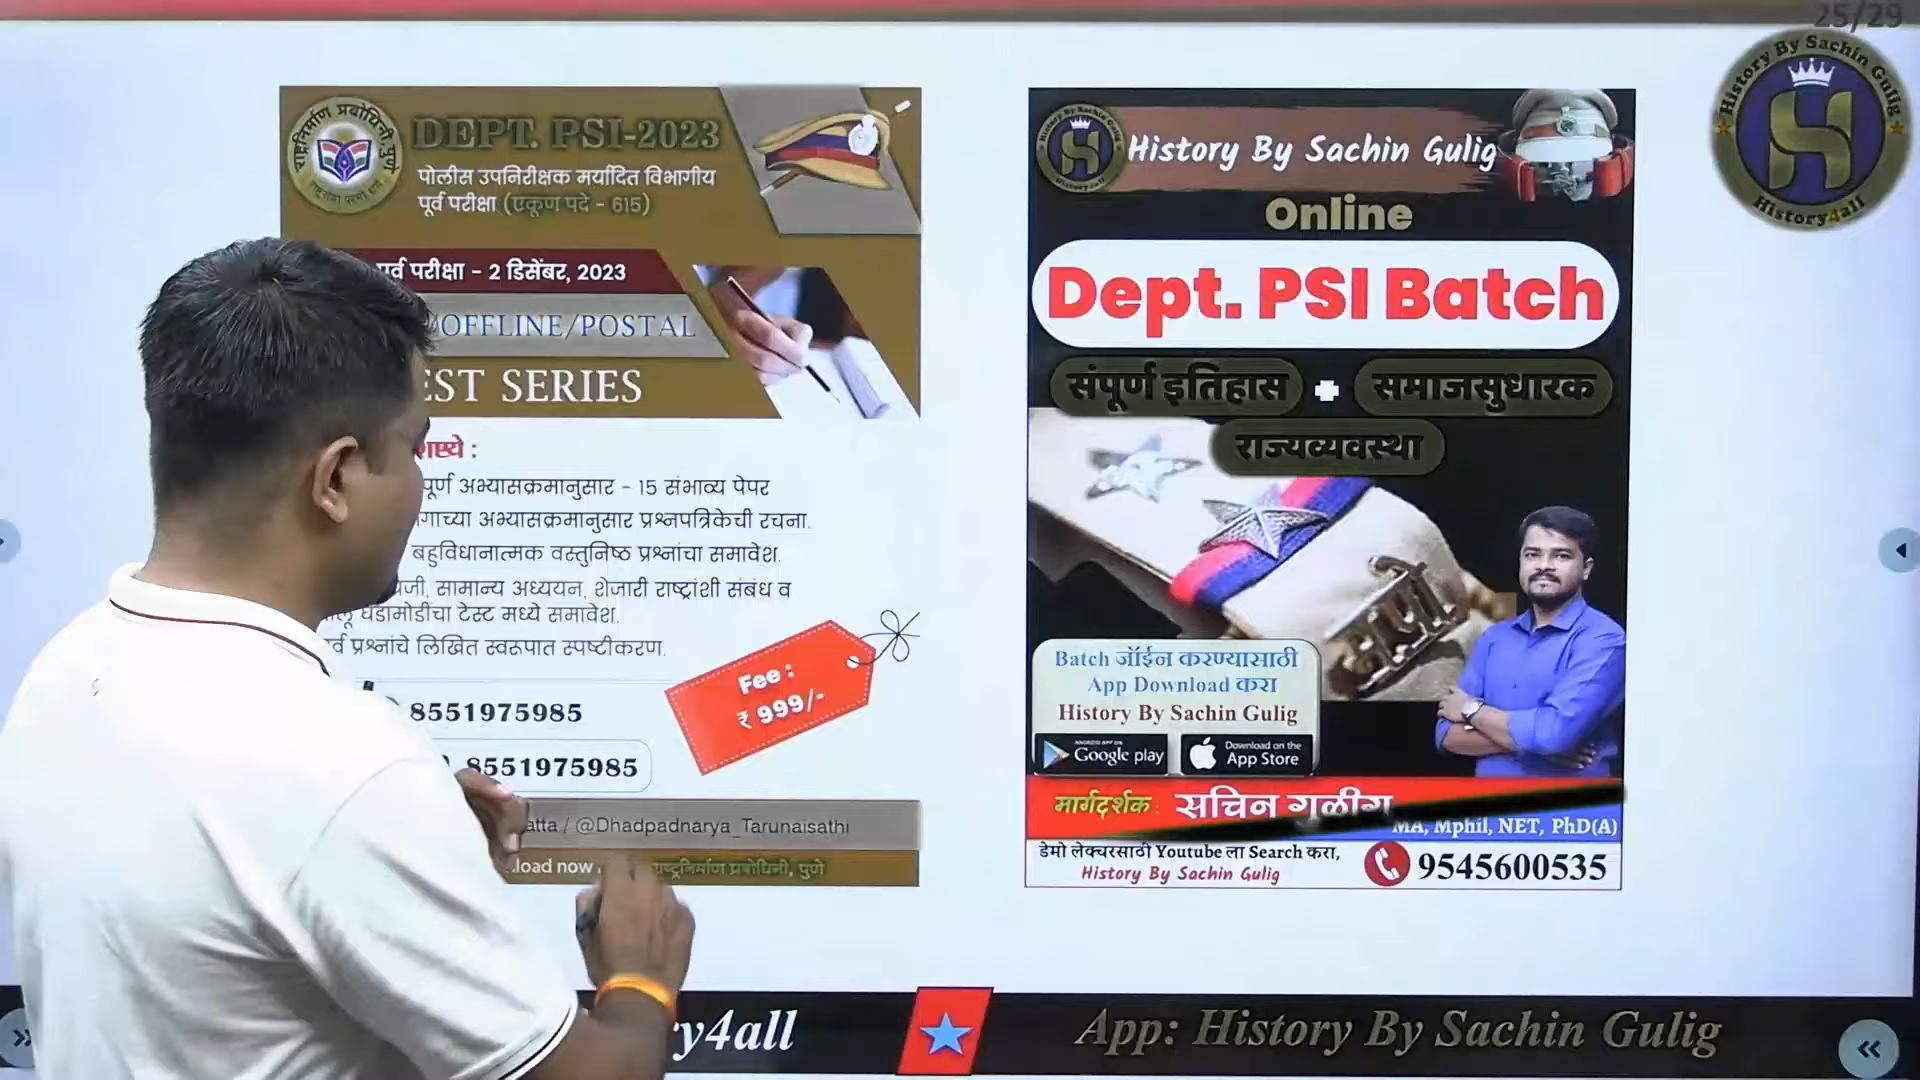 25/29
History By Sachin Gulig
History4all
राष्ट्रनिर्माण प्रबोधिनी, पुणे
DEPT. PSI-2023
पोलीस उपनिरीक्षक मर्यादित विभागीय
पूर्व परीक्षा (एकूण पदे - 615)
पूर्व परीक्षा - 2 डिसेंबर, 2023
/OFFLINE/POSTAL
EST SERIES
पूर्ण अभ्यासक्रमानुसार - 15 संभाव्य पेपर
गाच्या अभ्यासक्रमानुसार प्रश्नपत्रिकेची रचना.
बहुविधानात्मक वस्तुनिष्ठ प्रश्नांचा समावेश.
सामान्य अध्ययन, शेजारी राष्ट्रांशी संबंध व
घडामोडींचा टेस्ट मध्ये समावेश.
प्रश्नांचे लिखित स्वरूपात स्पष्टीकरण.
Fee :
₹ 999/-
8551975985
8551975985
atta / @Dhadpadnarya_Tarunaisathi
load now
राष्ट्रनिर्माण प्रबोधिनी, पुणे
History By Sachin Gulig
Online
Dept. PSI Batch
संपूर्ण इतिहास + समाजसुधारक
राज्यव्यवस्था
Batch जॉईन करण्यासाठी
App Download करा
History By Sachin Gulig
ANDROID APP ON
Google play
Download on the
App Store
मार्गदर्शक : सचिन गुळीग
MA, Mphil, NET, PhD(A)
डेमो लेक्चरसाठी Youtube ला Search करा,
History By Sachin Gulig
9545600535
y4all
App: History By Sachin Gulig